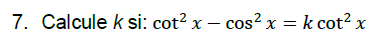 7. Calcule k si: cot² x − cos² x = k cot² x